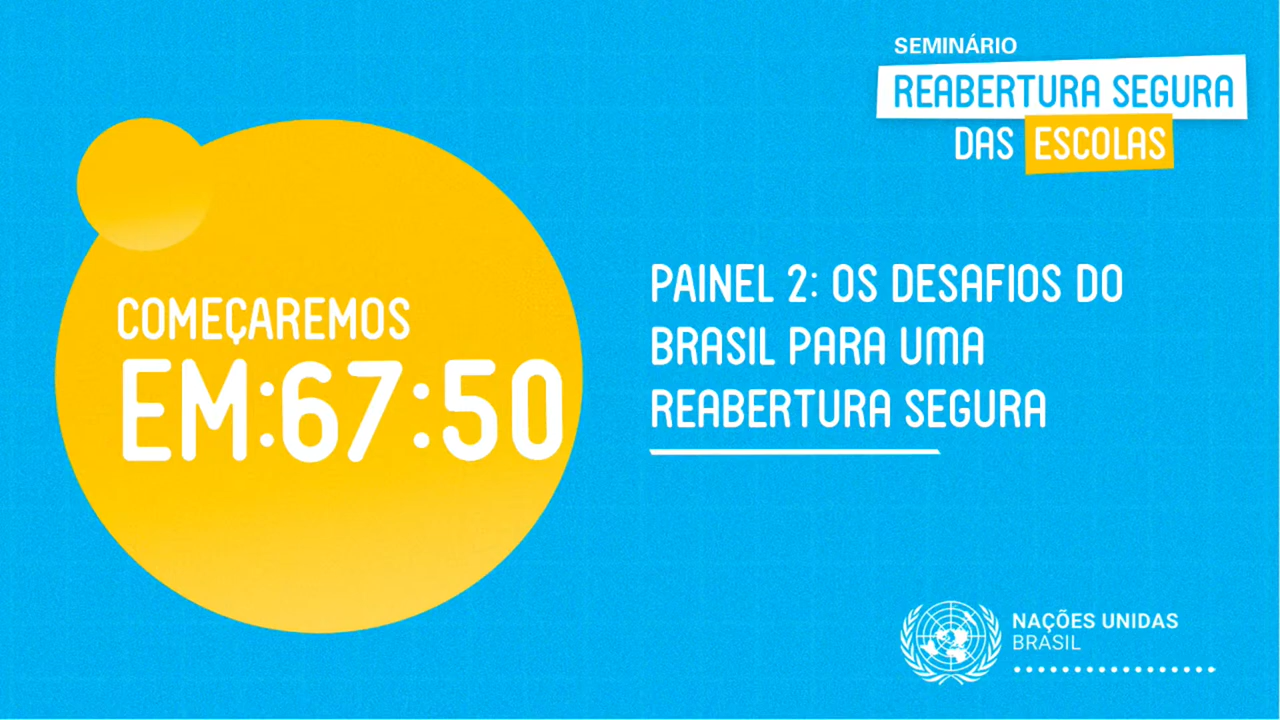 SEMINÁRIO
REABERTURA SEGURA
DAS ESCOLAS
COMEÇAREMOS
EM:67:50
PAINEL 2: OS DESAFIOS DO
BRASIL PARA UMA
REABERTURA SEGURA
NAÇÕES UNIDAS
BRASIL